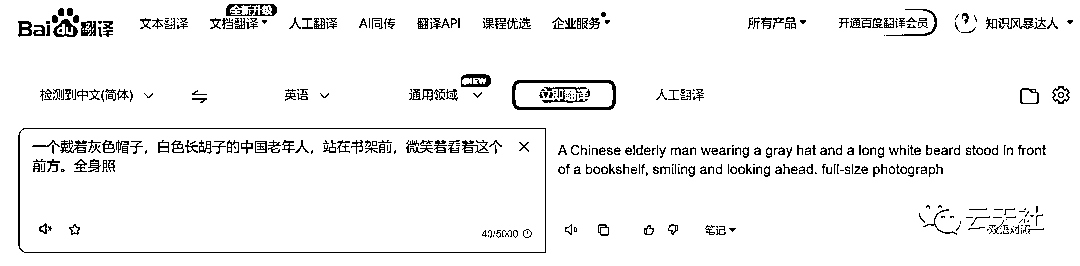 Bai du 翻译 文本翻译 文档翻译 全新升级 人工翻译 AI同传 翻译API 课程优选 企业服务 所有产品 开通百度翻译会员 知识风暴达人
检测到中文(简体) 英语 通用领域 NEW 立即翻译 人工翻译
一个戴着灰色帽子，白色长胡子的中国老年人，站在书架前，微笑着看着这个
前方。全身照
A Chinese elderly man wearing a gray hat and a long white beard stood in front
of a bookshelf, smiling and looking ahead. full-size photograph
40/5000 笔记
云天社